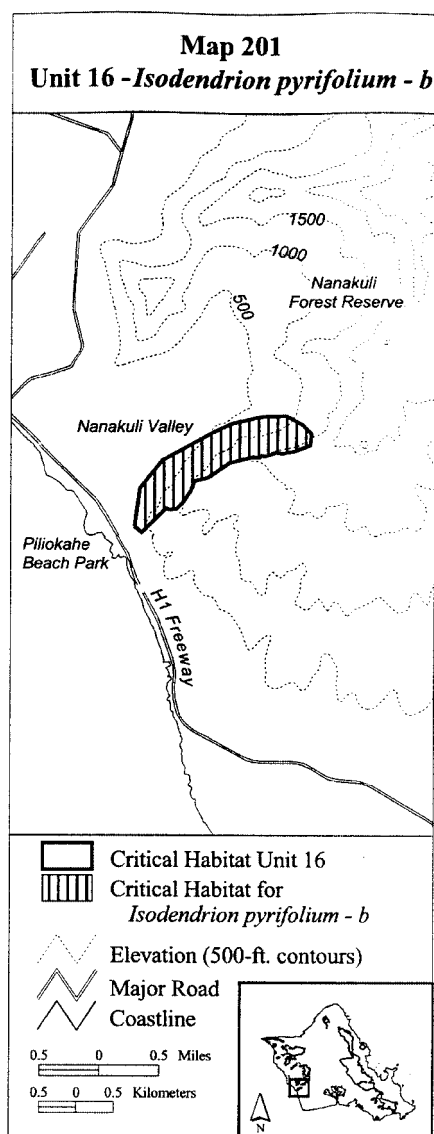 Map 201
Unit 16 - Isodendrion pyrifolium - b
1500
1000
Nanakuli
Forest Reserve
500
Nanakuli Valley
Piliokahe
Beach Park
H1 Freeway
Critical Habitat Unit 16
Critical Habitat for
Isodendrion pyrifolium - b
Elevation (500-ft. contours)
Major Road
Coastline
0.5 0 0.5 Miles
0.5 0 0.5 Kilometers
N